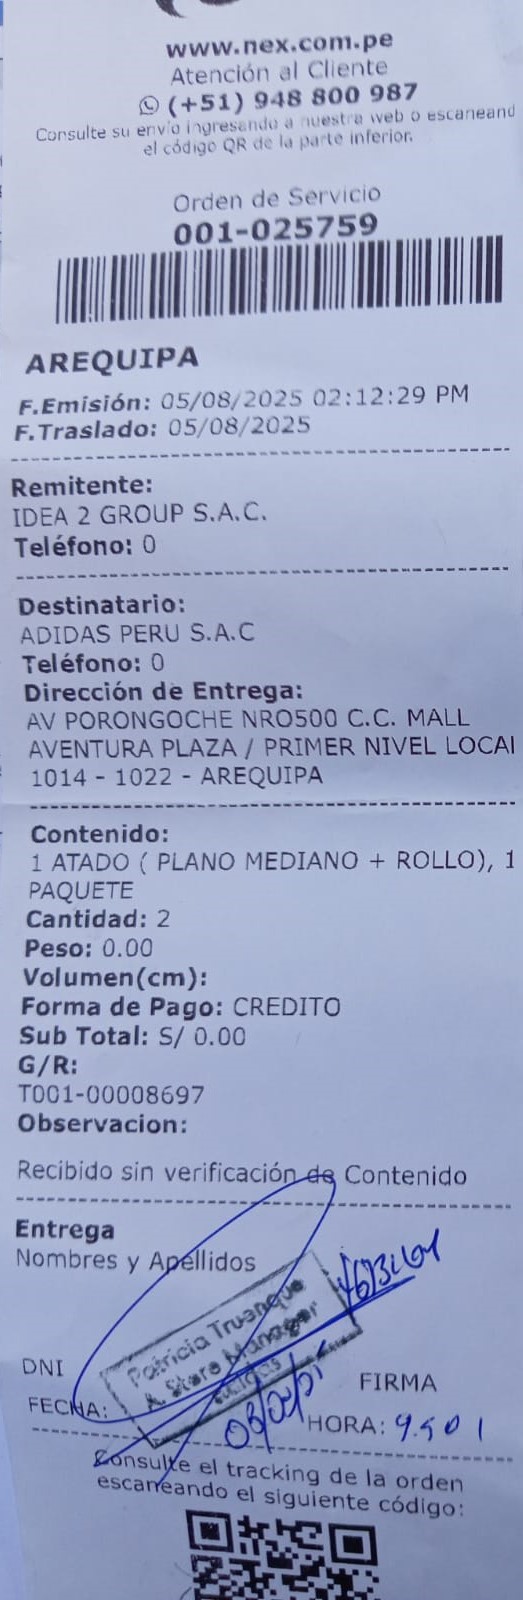 www.nex.com.pe
Atención al Cliente
(+51) 948 800 987
Consulte su envío ingresando a nuestra web o escaneand
el código QR de la parte inferior.
Orden de Servicio
001-025759
AREQUIPA
F.Emisión: 05/08/2025 02:12:29 PM
F.Traslado: 05/08/2025
Remitente:
IDEA 2 GROUP S.A.C.
Teléfono: 0
Destinatario:
ADIDAS PERU S.A.C
Teléfono: 0
Dirección de Entrega:
AV PORONGOCHE NRO500 C.C. MALL
AVENTURA PLAZA / PRIMER NIVEL LOCAL
1014 - 1022 - AREQUIPA
Contenido:
1 ATADO ( PLANO MEDIANO + ROLLO), 1
PAQUETE
Cantidad: 2
Peso: 0.00
Volumen(cm):
Forma de Pago: CREDITO
Sub Total: S/ 0.00
G/R:
T001-00008697
Observacion:
Recibido sin verificación de Contenido
Entrega
Nombres y Apellidos
Patricia Truanque
A. Store Manager
adidas
DNI
FIRMA
FECHA:
HORA:
Consulte el tracking de la orden
escaneando el siguiente código: